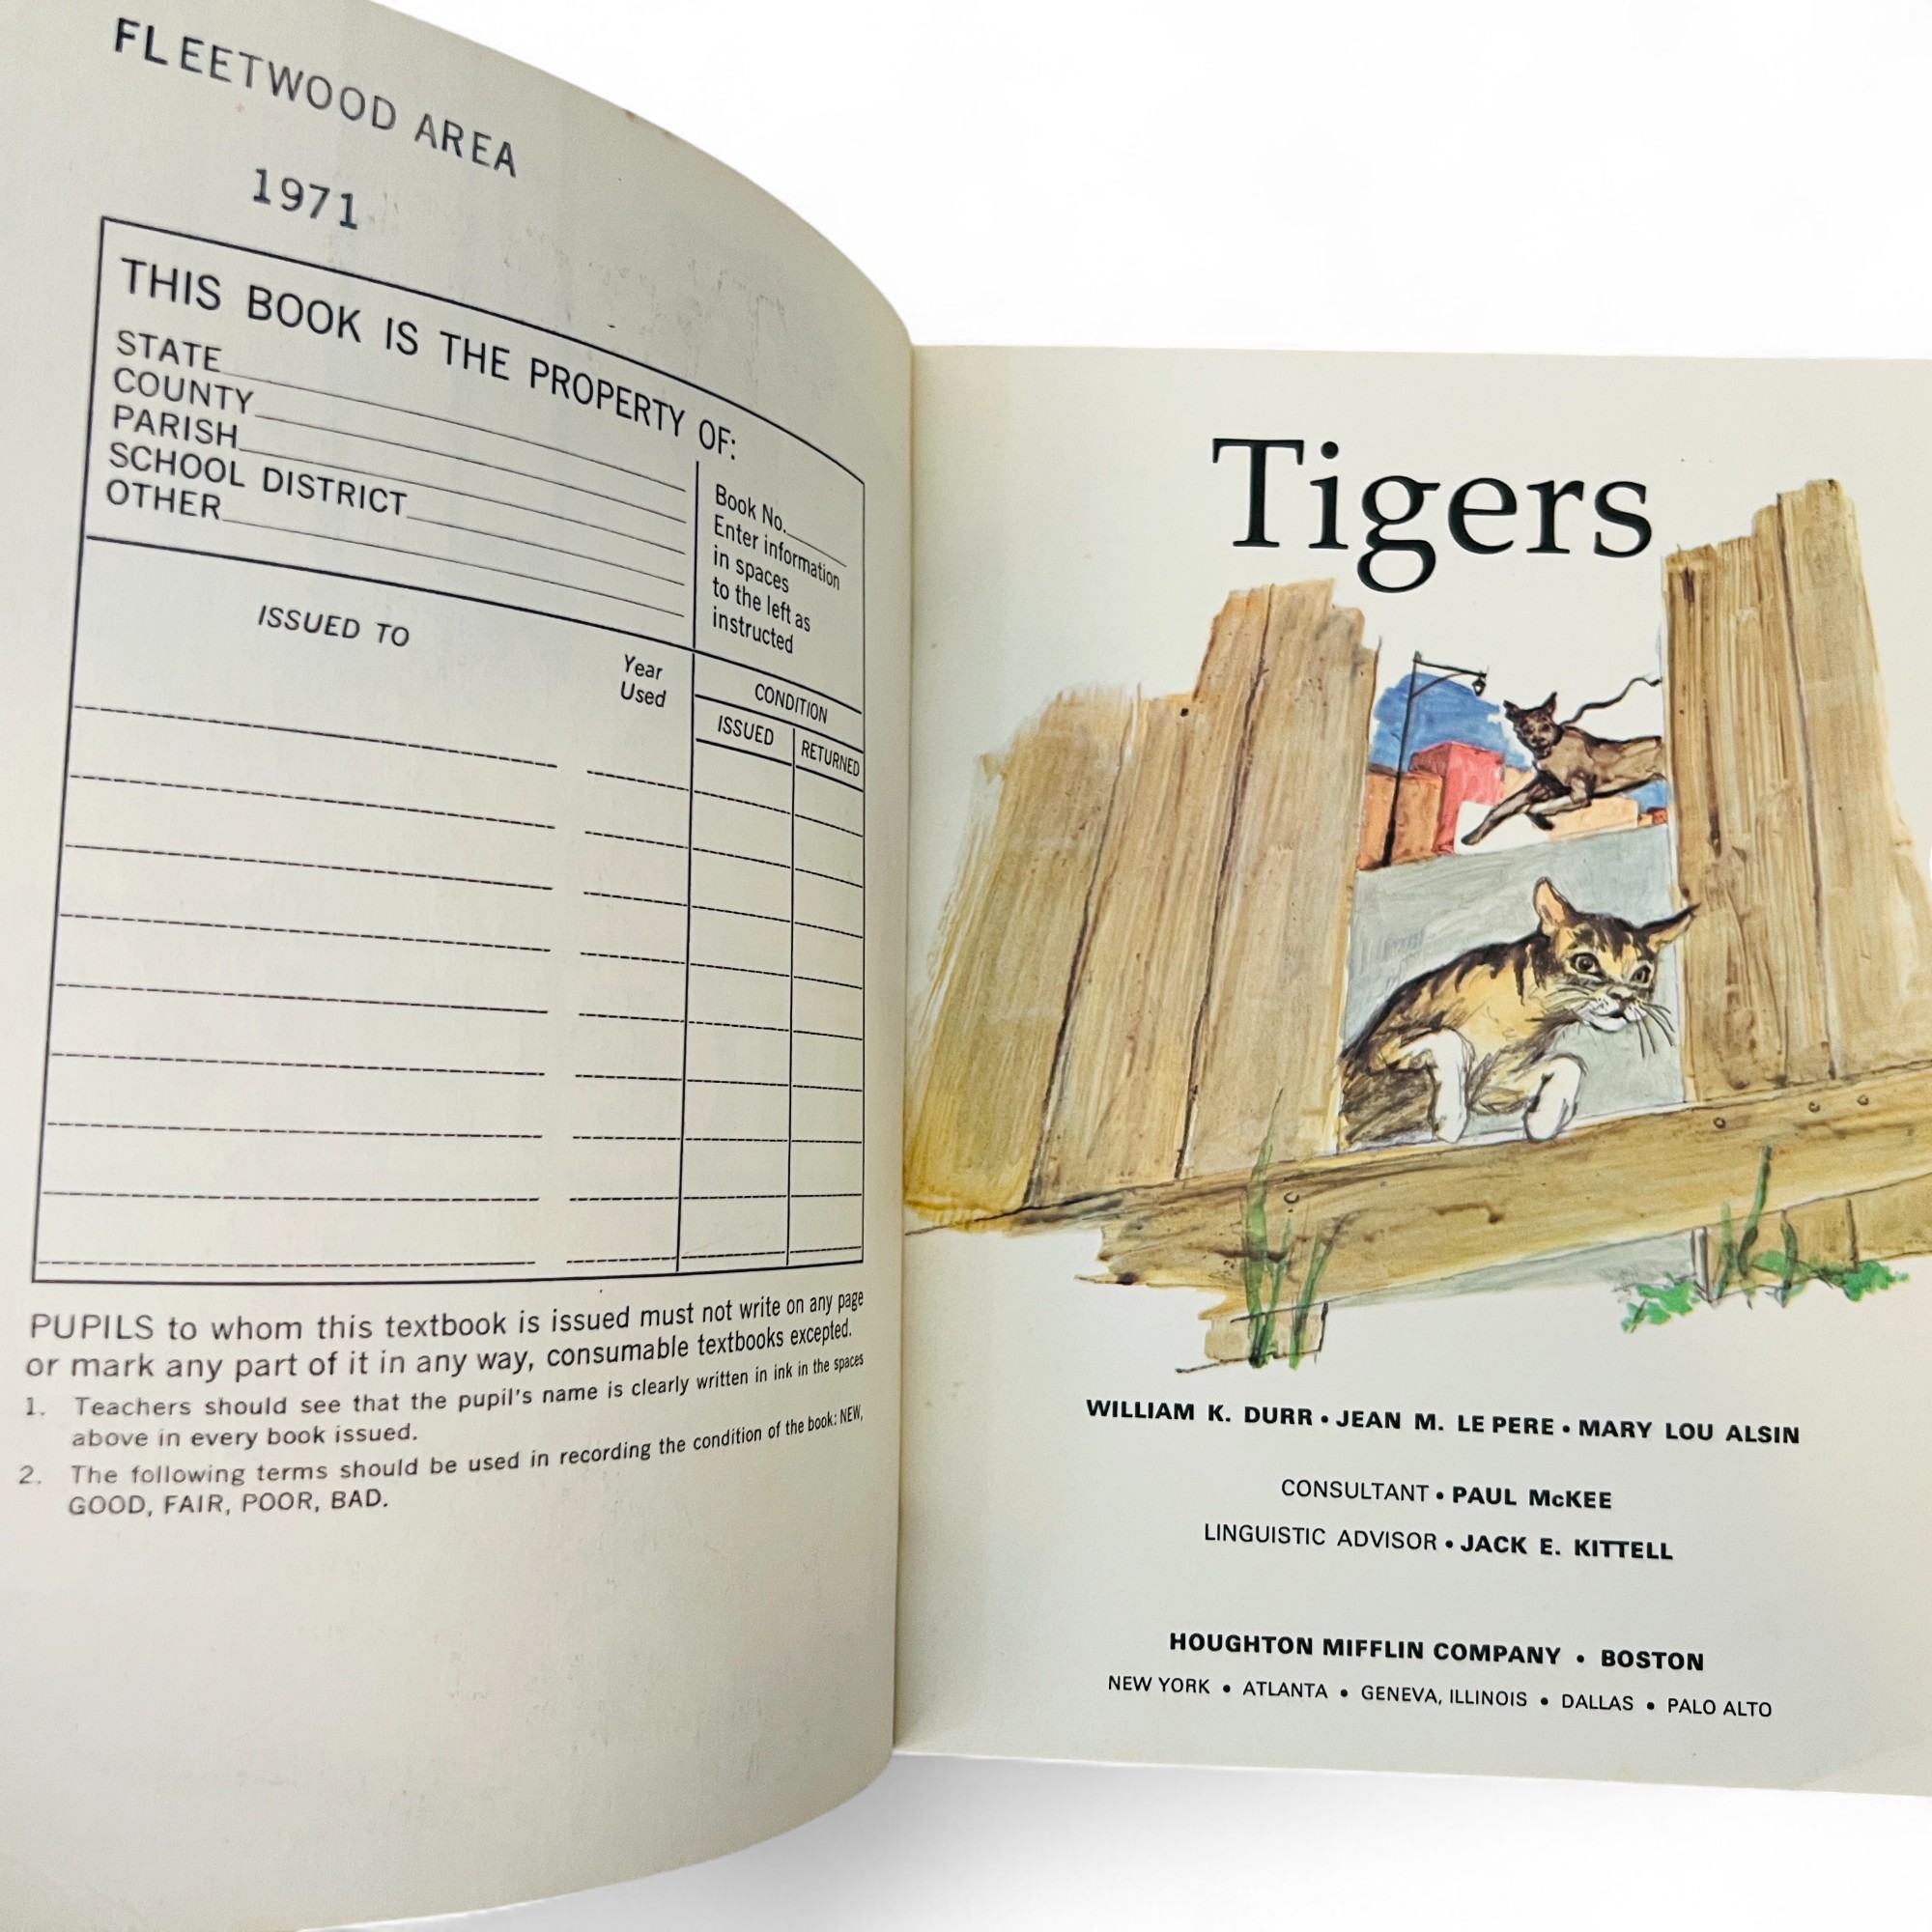 FLEETWOOD AREA
1971
THIS BOOK IS THE PROPERTY OF:
STATE
COUNTY
PARISH
SCHOOL DISTRICT
OTHER
Book No.
Enter information
in spaces
to the left as
instructed
ISSUED TO
Year
Used
CONDITION
ISSUED
RETURNED
PUPILS to whom this textbook is issued must not write on any page
or mark any part of it in any way, consumable textbooks excepted.
1. Teachers should see that the pupil's name is clearly written in ink in the spaces
above in every book issued.
2. The following terms should be used in recording the condition of the book: NEW,
GOOD, FAIR, POOR, BAD.
Tigers
WILLIAM K. DURR • JEAN M. LE PERE • MARY LOU ALSIN
CONSULTANT • PAUL McKEE
LINGUISTIC ADVISOR • JACK E. KITTELL
HOUGHTON MIFFLIN COMPANY • BOSTON
NEW YORK • ATLANTA • GENEVA, ILLINOIS • DALLAS • PALO ALTO